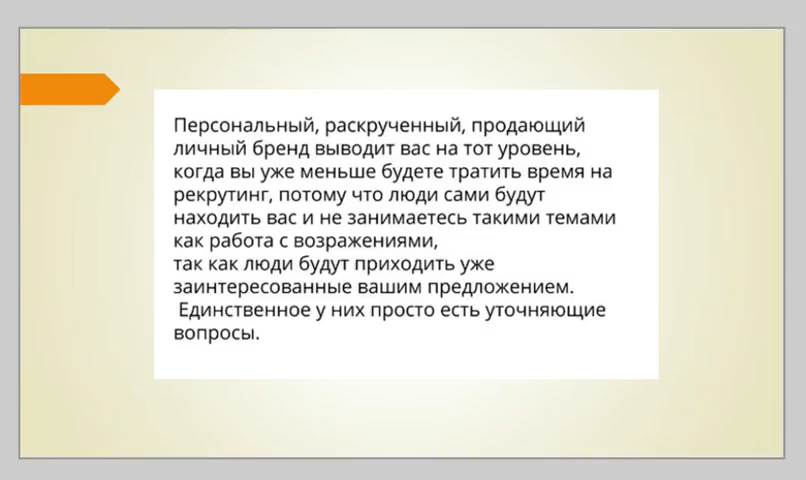 Персональный, раскрученный, продающий
личный бренд выводит вас на тот уровень,
когда вы уже меньше будете тратить время на
рекрутинг, потому что люди сами будут
находить вас и не занимаетесь такими темами
как работа с возражениями,
так как люди будут приходить уже
заинтересованные вашим предложением.
Единственное у них просто есть уточняющие
вопросы.